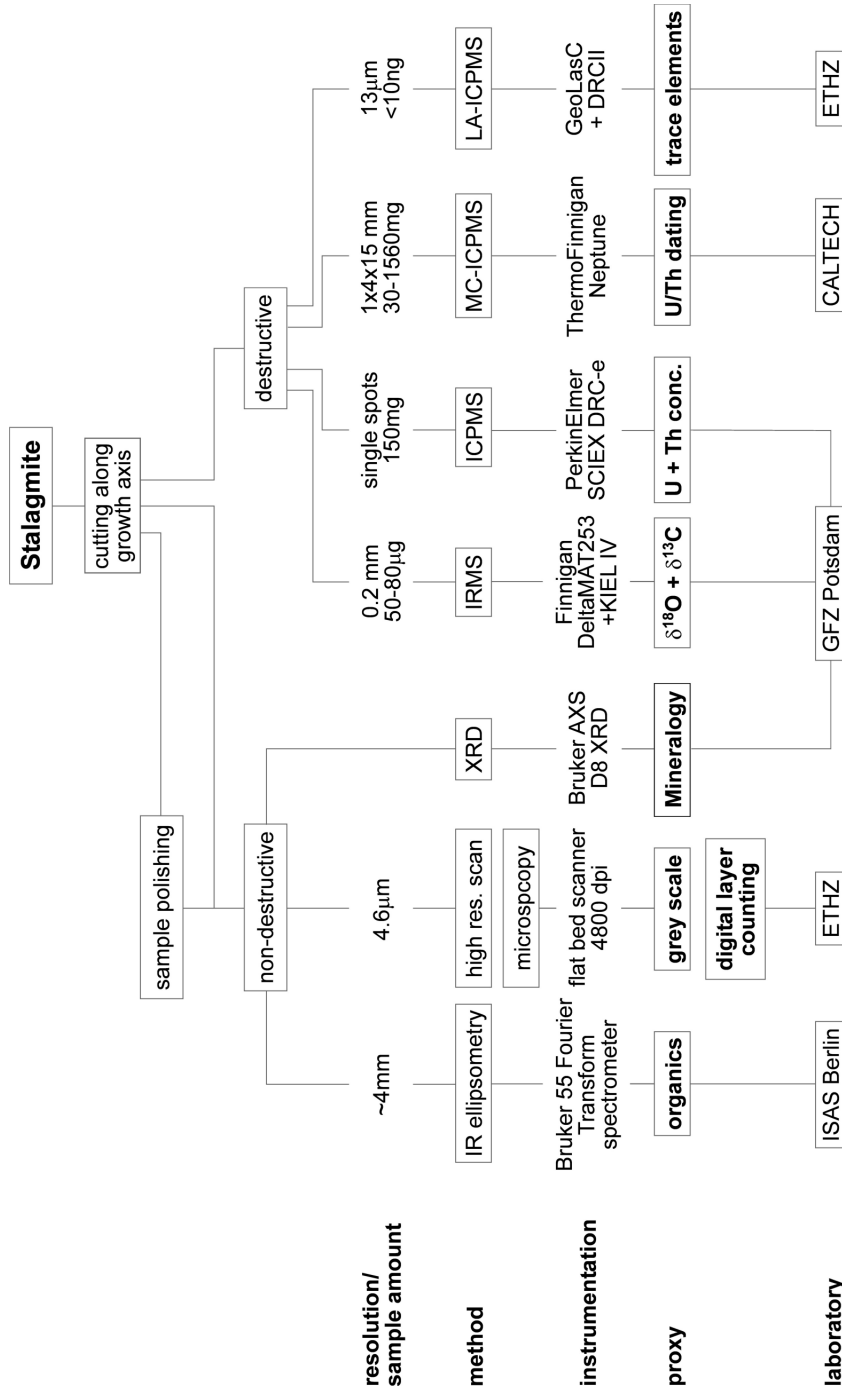 Stalagmite
cutting along
growth axis
sample polishing
non-destructive
destructive
resolution/
sample amount
~4mm
4.6μm
0.2 mm
50-80μg
single spots
150mg
1x4x15 mm
30-1560mg
13μm
<10ng
method
IR ellipsometry
high res. scan
microspcopy
XRD
IRMS
ICPMS
MC-ICPMS
LA-ICPMS
instrumentation
Bruker 55 Fourier
Transform
spectrometer
flat bed scanner
4800 dpi
Bruker AXS
D8 XRD
Finnigan
DeltaMAT253
+KIEL IV
PerkinElmer
SCIEX DRC-e
ThermoFinnigan
Neptune
GeoLasC
+ DRCII
proxy
organics
grey scale
digital layer
counting
Mineralogy
δ¹⁸O + δ¹³C
U + Th conc.
U/Th dating
trace elements
laboratory
ISAS Berlin
ETHZ
GFZ Potsdam
CALTECH
ETHZ